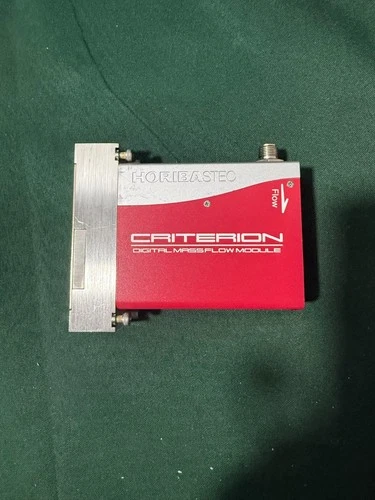 HORIBASTEC
Flow
CRITERION
DIGITAL MASS FLOW MODULE